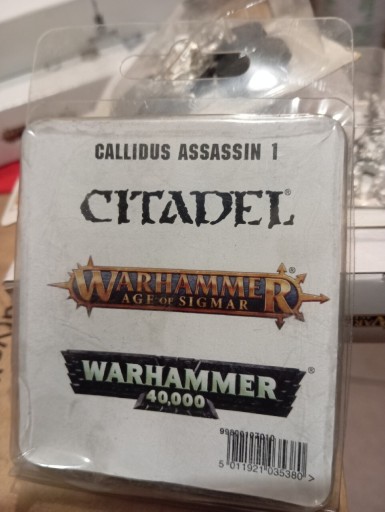 CALLIDUS ASSASSIN 1
CITADEL®
WARHAMMER®
AGE OF SIGMAR
WARHAMMER®
40,000
5 011921 035380 >